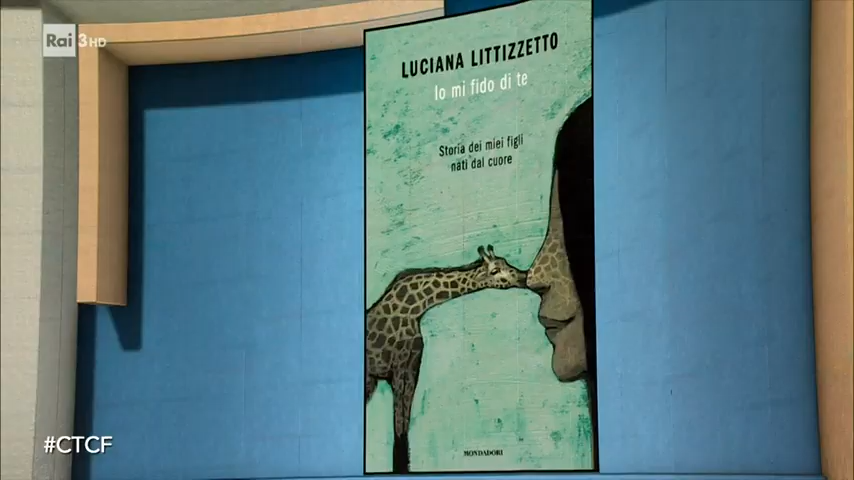 Rai 3HD
LUCIANA LITTIZZETTO
Io mi fido di te
Storia dei miei figli
nati dal cuore
MONDADORI
#CTCF